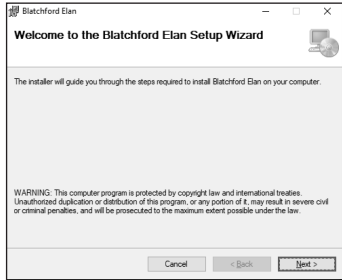 Blatchford Elan
Welcome to the Blatchford Elan Setup Wizard
The installer will guide you through the steps required to install Blatchford Elan on your computer.
WARNING: This computer program is protected by copyright law and international treaties.
Unauthorized duplication or distribution of this program, or any portion of it, may result in severe civil
or criminal penalties, and will be prosecuted to the maximum extent possible under the law.
Cancel < Back Next >